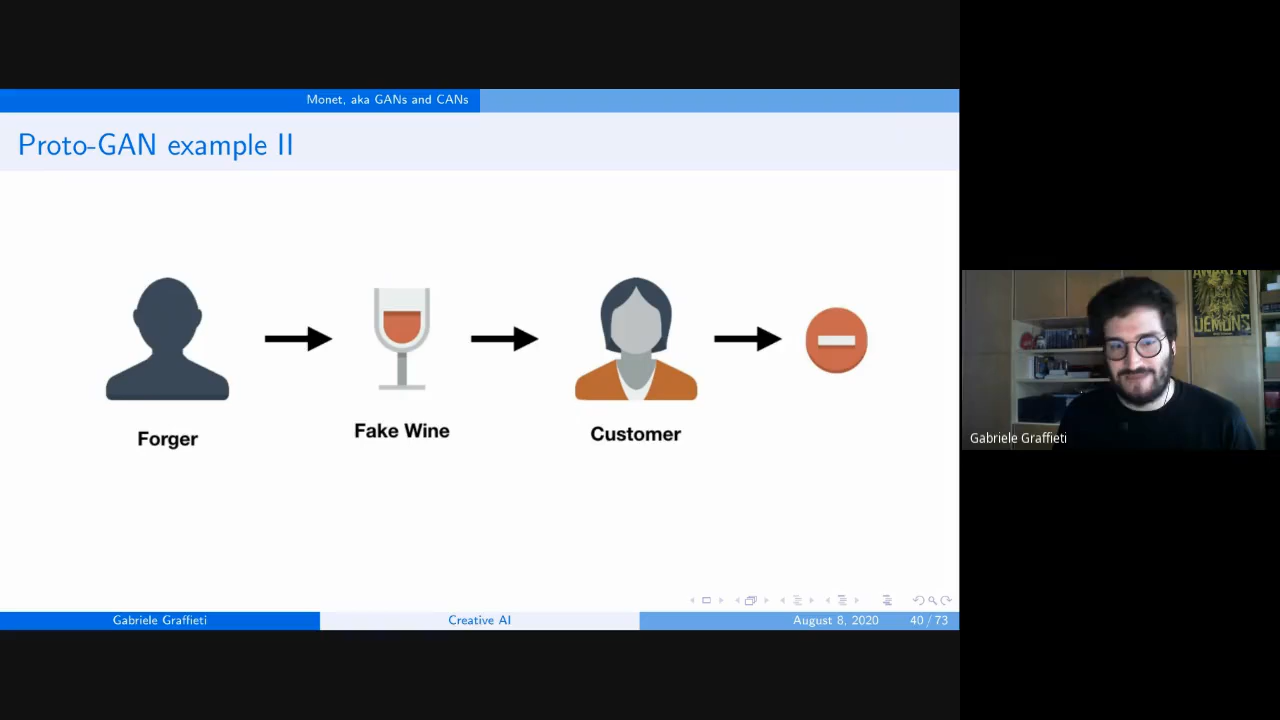 Monet, aka GANs and CANs
Proto-GAN example II
Forger
Fake Wine
Customer
Gabriele Graffieti
Creative AI
August 8, 2020
40 / 73
DEMONS
Gabriele Graffieti